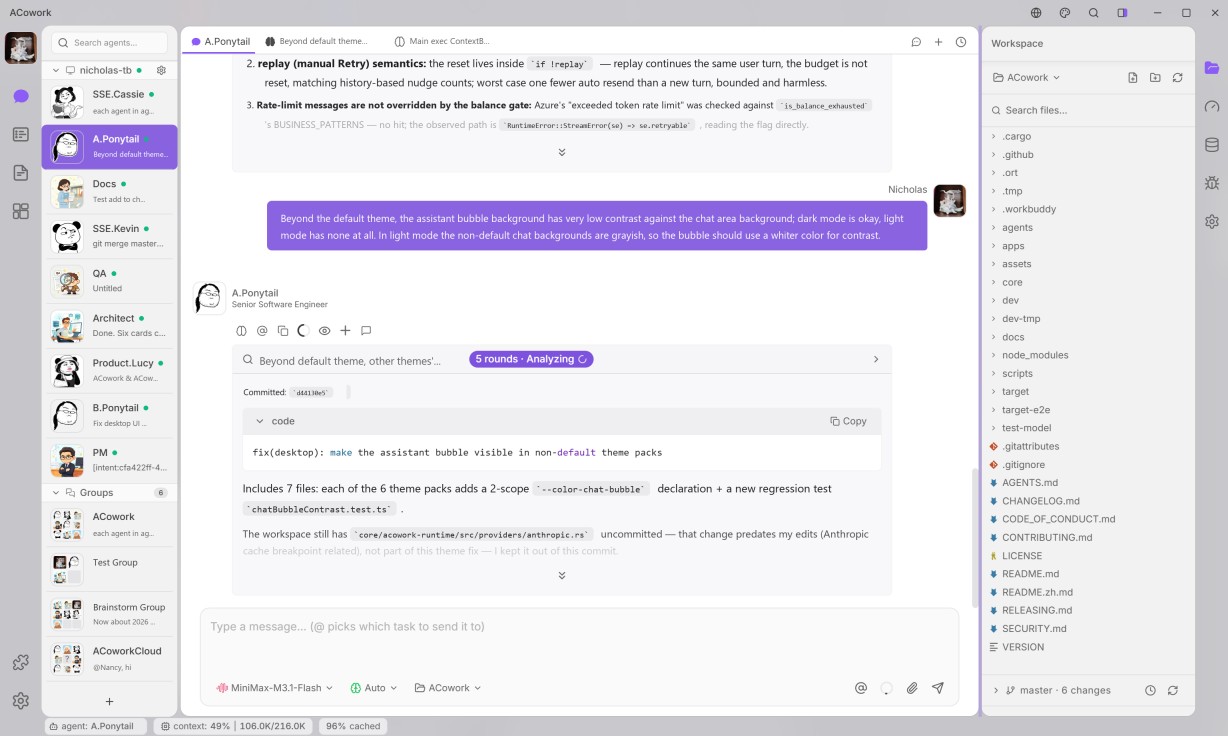 ACowork
Search agents...
nicholas-tb
SSE.Cassie
each agent in ag...
A.Ponytail
Beyond default theme...
Docs
Test add to ch...
SSE.Kevin
git merge master...
QA
Untitled
Architect
Done. Six cards c...
Product.Lucy
ACowork & ACow...
B.Ponytail
Fix desktop UI ...
PM
[intent:cfa422ff-4...
Groups
6
ACowork
each agent in ag...
Test Group
Brainstorm Group
Now about 2026 ..
ACoworkCloud
@Nancy, hi
A.Ponytail
Beyond default theme...
Main exec ContextB...
2. replay (manual Retry) semantics: the reset lives inside `if !replay` — replay continues the same user turn, the budget is not
reset, matching history-based nudge counts; worst case one fewer auto resend than a new turn, bounded and harmless.
3. Rate-limit messages are not overridden by the balance gate: Azure's "exceeded token rate limit" was checked against `is_balance_exhausted`
's BUSINESS_PATTERNS — no hit; the observed path is `RuntimeError::StreamError(se) => se.retryable` , reading the flag directly.
Nicholas
Beyond the default theme, the assistant bubble background has very low contrast against the chat area background; dark mode is okay, light
mode has none at all. In light mode the non-default chat backgrounds are grayish, so the bubble should use a whiter color for contrast.
A.Ponytail
Senior Software Engineer
Beyond default theme, other themes'...
5 rounds · Analyzing
Committed: `d44130e5`
code
Copy
fix(desktop): make the assistant bubble visible in non-default theme packs
Includes 7 files: each of the 6 theme packs adds a 2-scope `--color-chat-bubble` declaration + a new regression test
`chatBubbleContrast.test.ts` .
The workspace still has `core/acowork-runtime/src/providers/anthropic.rs` uncommitted — that change predates my edits (Anthropic
cache breakpoint related), not part of this theme fix — I kept it out of this commit.
Type a message... (@ picks which task to send it to)
MiniMax-M3.1-Flash
Auto
ACowork
Workspace
ACowork
Search files...
.cargo
.github
.ort
.tmp
.workbuddy
agents
apps
assets
core
dev
dev-tmp
docs
node_modules
scripts
target
target-e2e
test-model
.gitattributes
.gitignore
AGENTS.md
CHANGELOG.md
CODE_OF_CONDUCT.md
CONTRIBUTING.md
LICENSE
README.md
README.zh.md
RELEASING.md
SECURITY.md
VERSION
master · 6 changes
agent: A.Ponytail
context: 49% | 106.0K/216.0K
96% cached